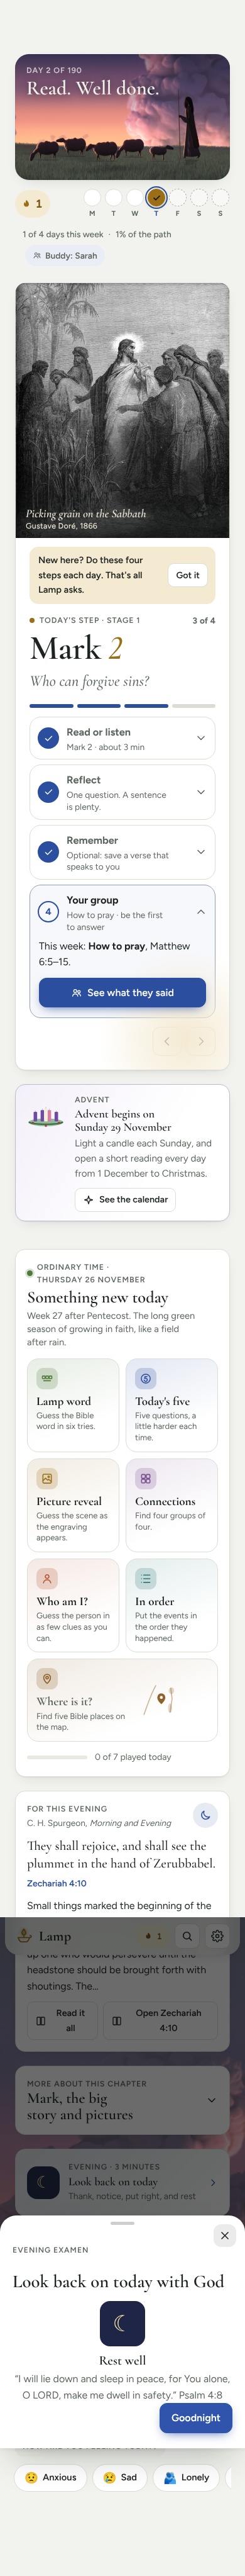 DAY 2 OF 190
Read. Well done.
1
M T W T F S S
1 of 4 days this week · 1% of the path
Buddy: Sarah
Picking grain on the Sabbath
Gustave Doré, 1866
New here? Do these four
steps each day. That's all
Lamp asks.
Got it
TODAY'S STEP · STAGE 1
3 of 4
Mark 2
Who can forgive sins?
Read or listen
Mark 2 · about 3 min
Reflect
One question. A sentence
is plenty.
Remember
Optional: save a verse that
speaks to you
4
Your group
How to pray · be the first
to answer
This week: How to pray, Matthew
6:5–15.
See what they said
ADVENT
Advent begins on
Sunday 29 November
Light a candle each Sunday, and
open a short reading every day
from 1 December to Christmas.
See the calendar
ORDINARY TIME ·
THURSDAY 26 NOVEMBER
Something new today
Week 27 after Pentecost. The long green
season of growing in faith, like a field
after rain.
Lamp word
Guess the Bible
word in six tries.
Today's five
Five questions, a
little harder each
time.
Picture reveal
Guess the scene as
the engraving
appears.
Connections
Find four groups of
four.
Who am I?
Guess the person in
as few clues as you
can.
In order
Put the events in
the order they
happened.
Where is it?
Find five Bible places on
the map.
0 of 7 played today
FOR THIS EVENING
C. H. Spurgeon, Morning and Evening
They shall rejoice, and shall see the
plummet in the hand of Zerubbabel.
Zechariah 4:10
Small things marked the beginning of the
Lamp
1
up one who would persevere until the
headstone should be brought forth with
shoutings. The…
Read it
all
Open Zechariah
4:10
MORE ABOUT THIS CHAPTER
Mark, the big
story and pictures
EVENING · 3 MINUTES
Look back on today
Thank, notice, put right, and rest
EVENING EXAMEN
Look back on today with God
Rest well
“I will lie down and sleep in peace, for You alone,
O LORD, make me dwell in safety.” Psalm 4:8
Goodnight
Anxious
Sad
Lonely